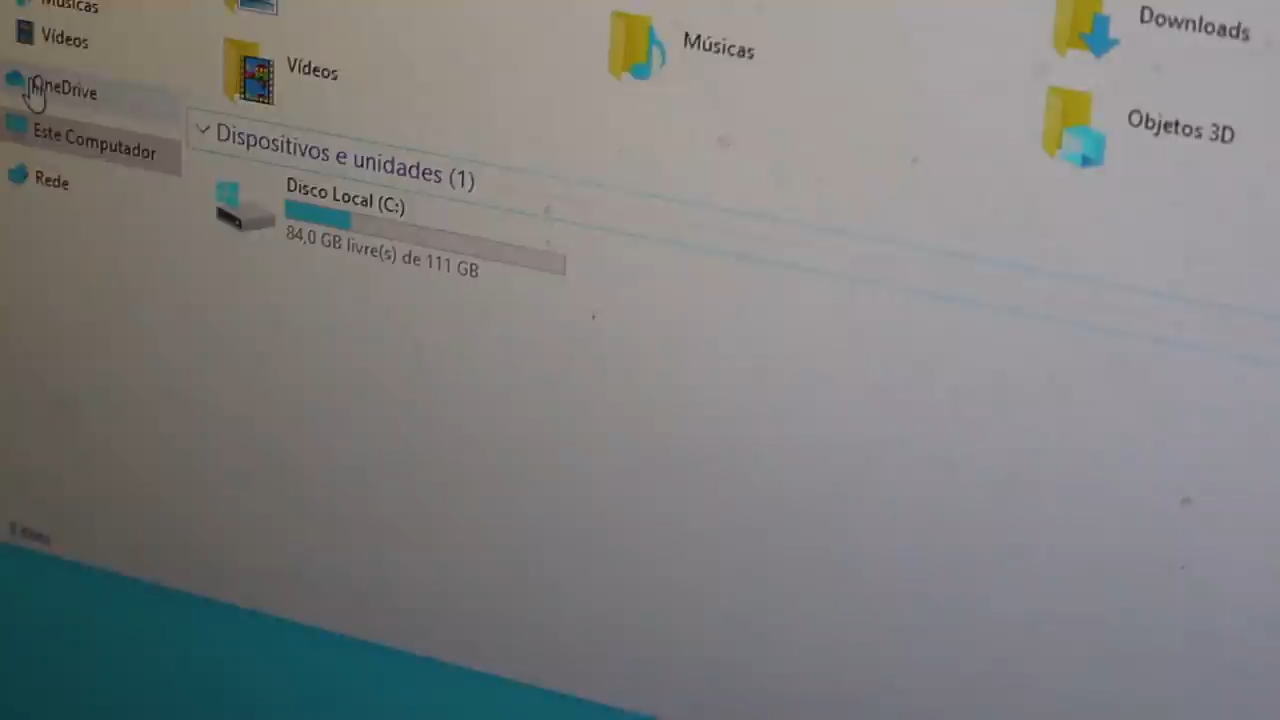 Músicas
Vídeos
OneDrive
Este Computador
Rede
Vídeos
Músicas
Downloads
Objetos 3D
Dispositivos e unidades (1)
Disco Local (C:)
84,0 GB livre(s) de 111 GB